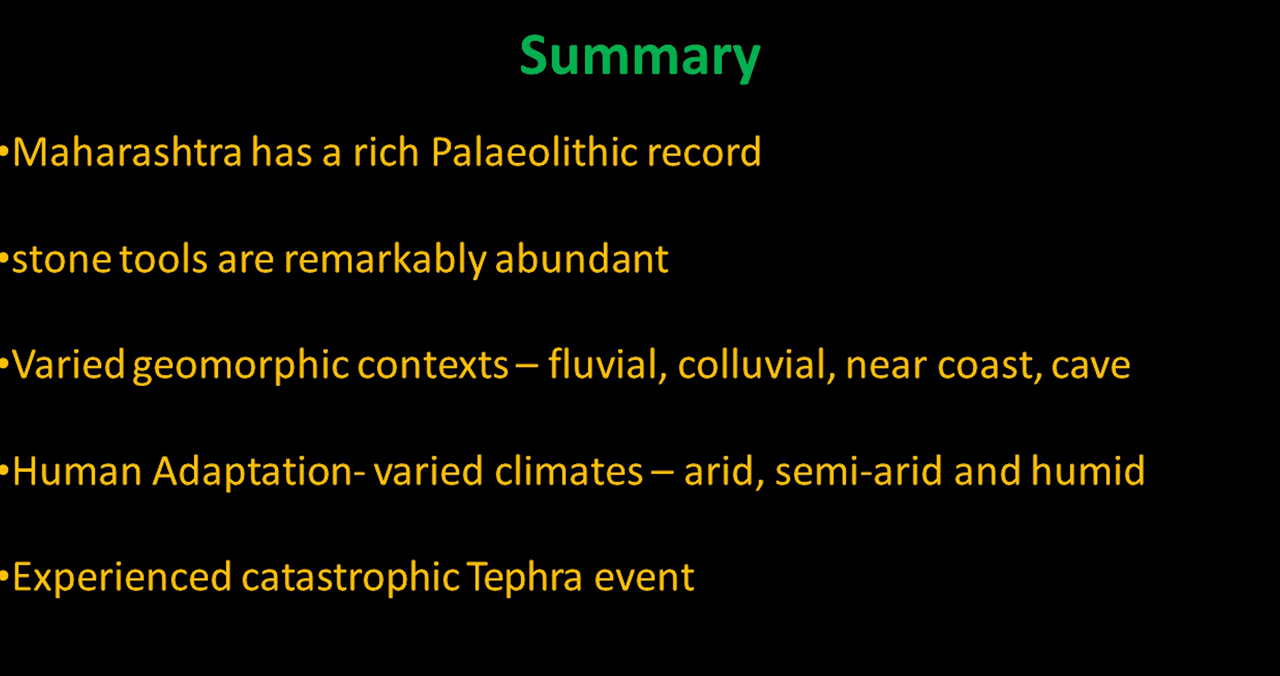 Summary
•Maharashtra has a rich Palaeolithic record
•stone tools are remarkably abundant
•Varied geomorphic contexts – fluvial, colluvial, near coast, cave
•Human Adaptation- varied climates – arid, semi-arid and humid
•Experienced catastrophic Tephra event